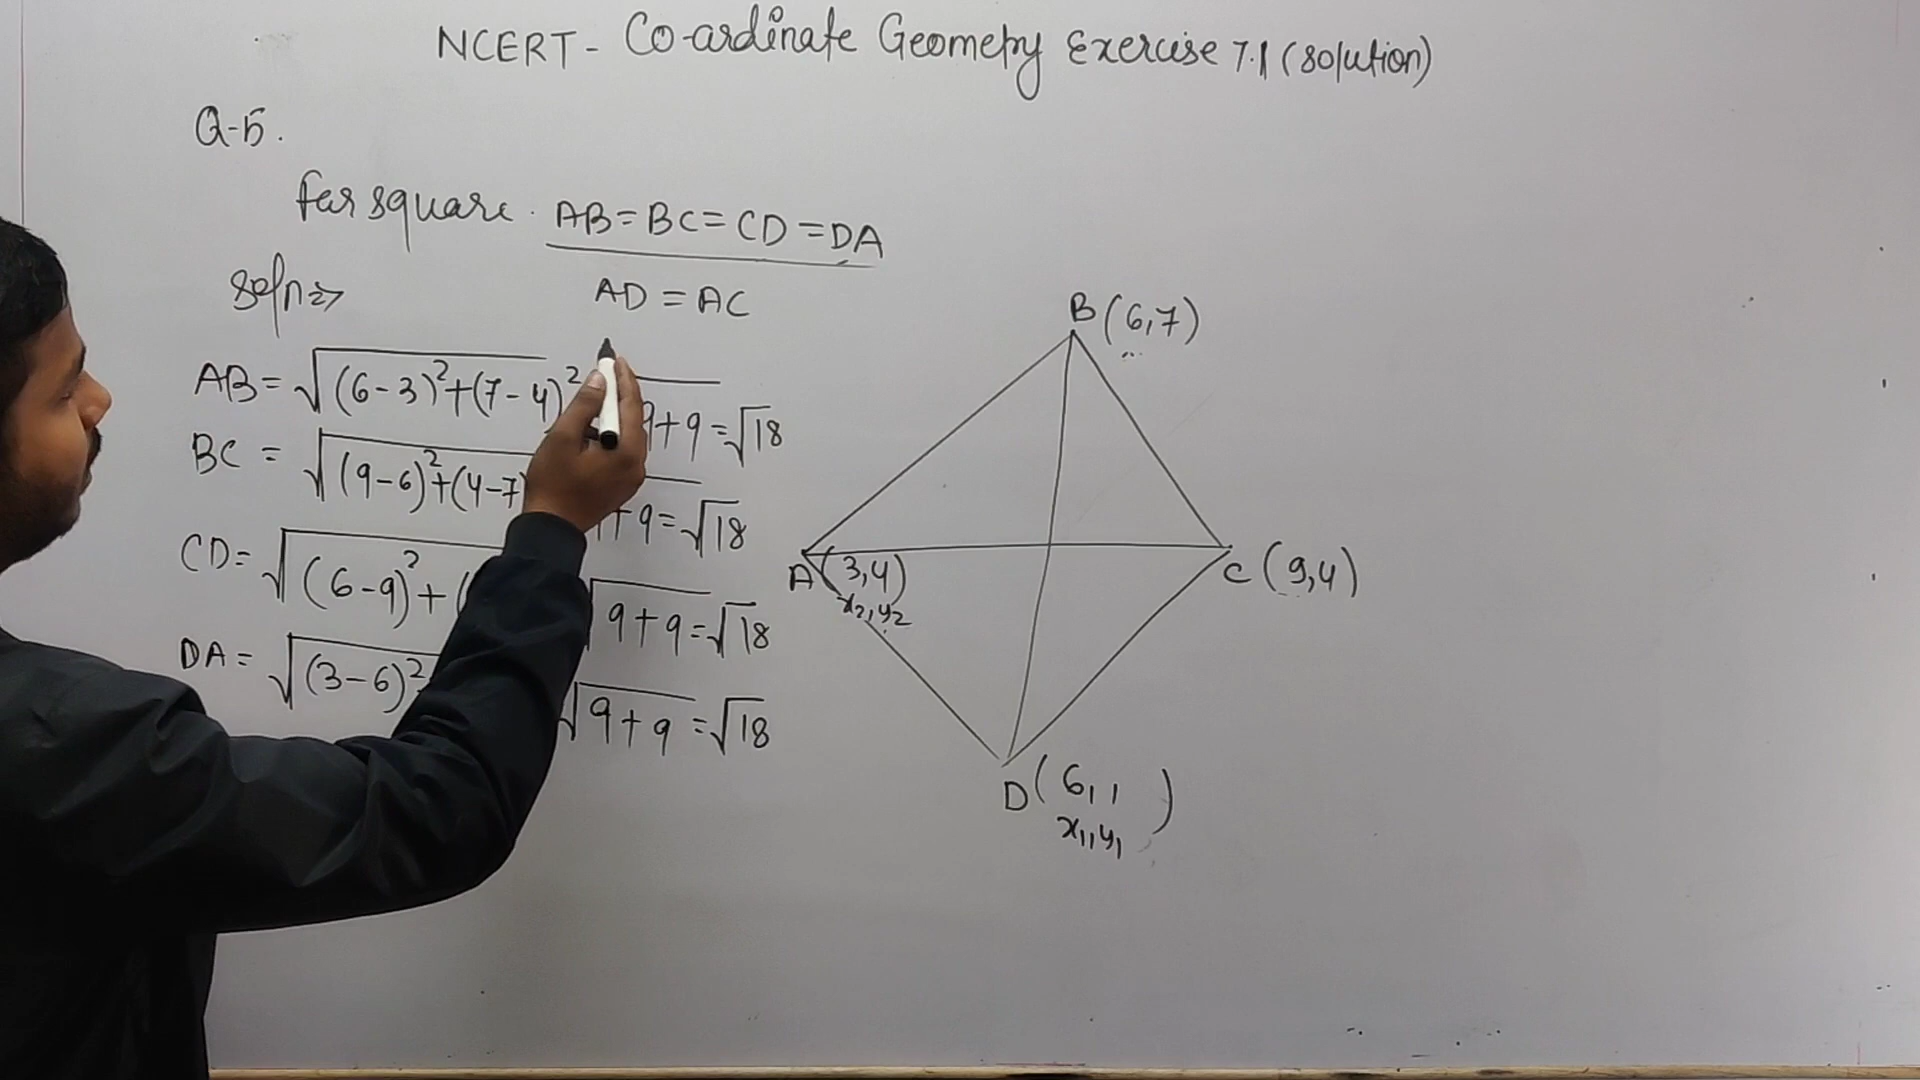 NCERT - Co-ordinate Geometry Exercise 7.1 (solution)
Q-5.
For square. AB = BC = CD = DA
Soln ⇒
AD = AC
AB = √(6-3)²+(7-4)² 9+9 = √18
BC = √(9-6)²+(4-7) +9 = √18
CD = √(6-9)²+( √9+9 = √18
DA = √(3-6)² √9+9 = √18
B (6,7)
A (3,4)
x₂,y₂
C (9,4)
D (6,1 )
x₁,y₁